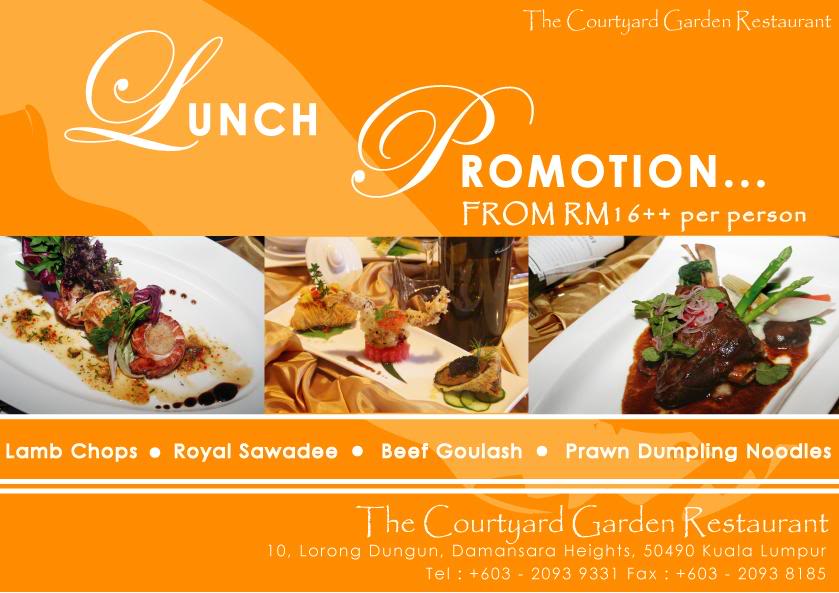 The Courtyard Garden Restaurant
LUNCH
PROMOTION...
FROM RM16++ per person
Lamb Chops ● Royal Sawadee ● Beef Goulash ● Prawn Dumpling Noodles
The Courtyard Garden Restaurant
10, Lorong Dungun, Damansara Heights, 50490 Kuala Lumpur
Tel : +603 - 2093 9331 Fax : +603 - 2093 8185